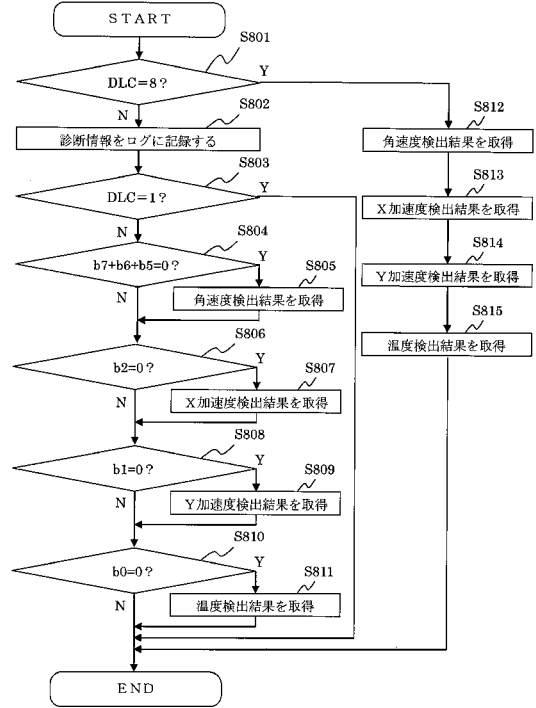 START
S801
DLC=8?
Y
N
S802
診断情報をログに記録する
S812
角速度検出結果を取得
S803
DLC=1?
Y
N
S813
X加速度検出結果を取得
S804
b7+b6+b5=0?
Y
N
S805
角速度検出結果を取得
S814
Y加速度検出結果を取得
S815
温度検出結果を取得
S806
b2=0?
Y
N
S807
X加速度検出結果を取得
S808
b1=0?
Y
N
S809
Y加速度検出結果を取得
S810
b0=0?
Y
N
S811
温度検出結果を取得
END